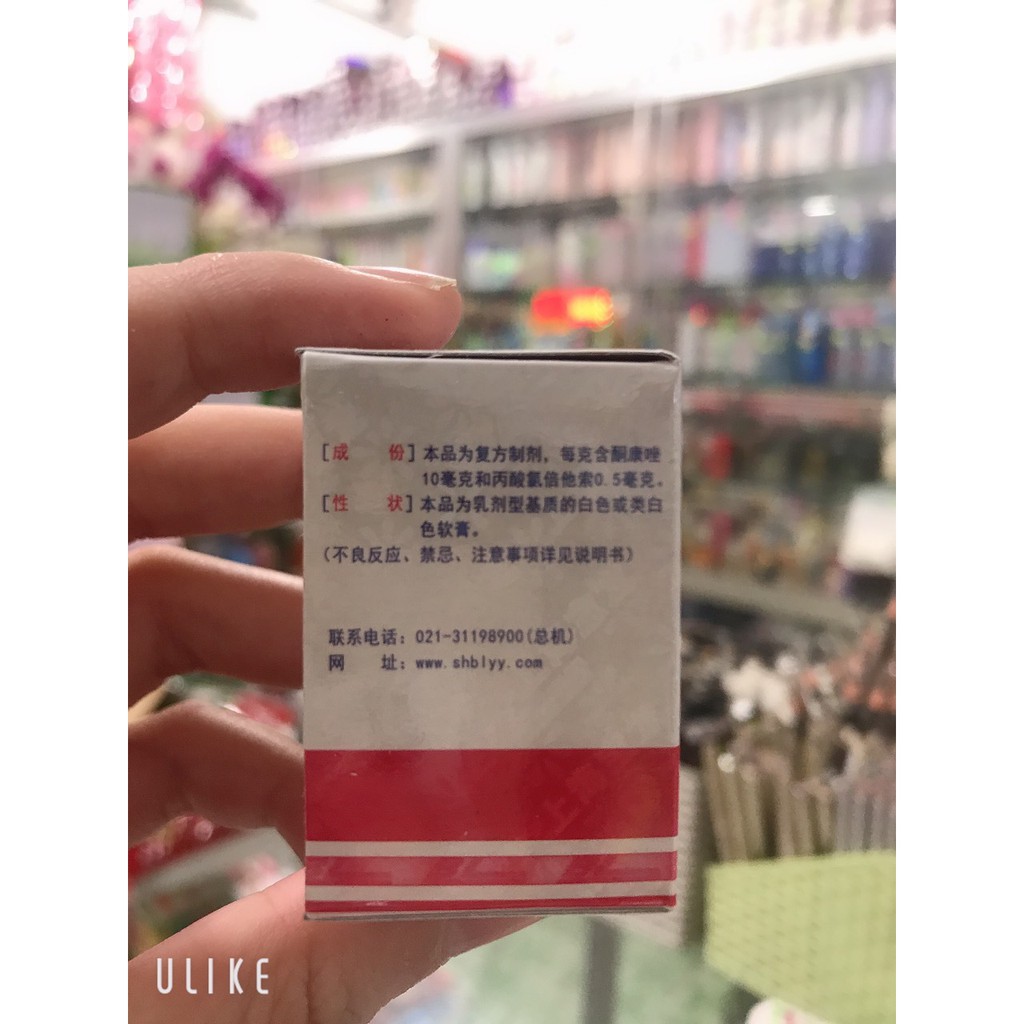 [成 份] 本品为复方制剂，每克含酮康唑
10毫克和丙酸氯倍他索0.5毫克。
[性 状] 本品为乳剂型基质的白色或类白
色软膏。
(不良反应、禁忌、注意事项详见说明书)
联系电话：021-31198900(总机)
网 址：www.shblyy.com
ULIKE